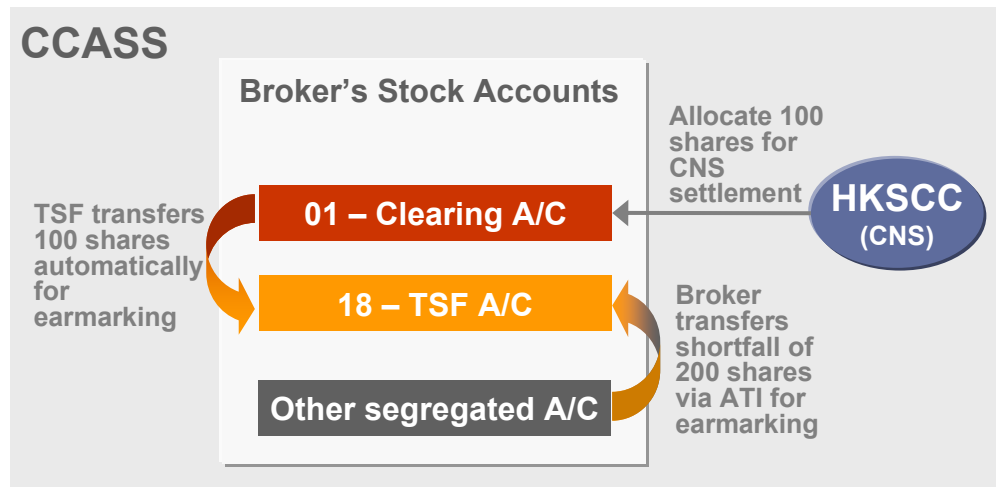 CCASS
Broker’s Stock Accounts
Allocate 100
shares for
CNS
settlement
HKSCC
(CNS)
01 – Clearing A/C
TSF transfers
100 shares
automatically
for
earmarking
18 – TSF A/C
Broker
transfers
shortfall of
200 shares
via ATI for
earmarking
Other segregated A/C